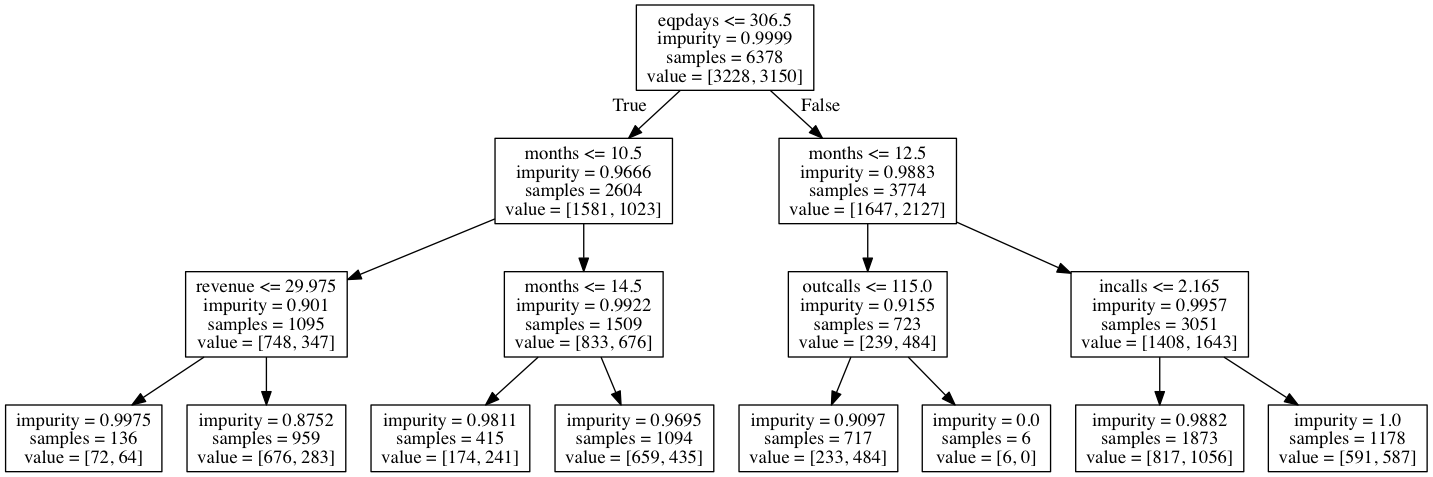 eqpdays <= 306.5
impurity = 0.9999
samples = 6378
value = [3228, 3150]
True
False
months <= 10.5
impurity = 0.9666
samples = 2604
value = [1581, 1023]
months <= 12.5
impurity = 0.9883
samples = 3774
value = [1647, 2127]
revenue <= 29.975
impurity = 0.901
samples = 1095
value = [748, 347]
months <= 14.5
impurity = 0.9922
samples = 1509
value = [833, 676]
outcalls <= 115.0
impurity = 0.9155
samples = 723
value = [239, 484]
incalls <= 2.165
impurity = 0.9957
samples = 3051
value = [1408, 1643]
impurity = 0.9975
samples = 136
value = [72, 64]
impurity = 0.8752
samples = 959
value = [676, 283]
impurity = 0.9811
samples = 415
value = [174, 241]
impurity = 0.9695
samples = 1094
value = [659, 435]
impurity = 0.9097
samples = 717
value = [233, 484]
impurity = 0.0
samples = 6
value = [6, 0]
impurity = 0.9882
samples = 1873
value = [817, 1056]
impurity = 1.0
samples = 1178
value = [591, 587]